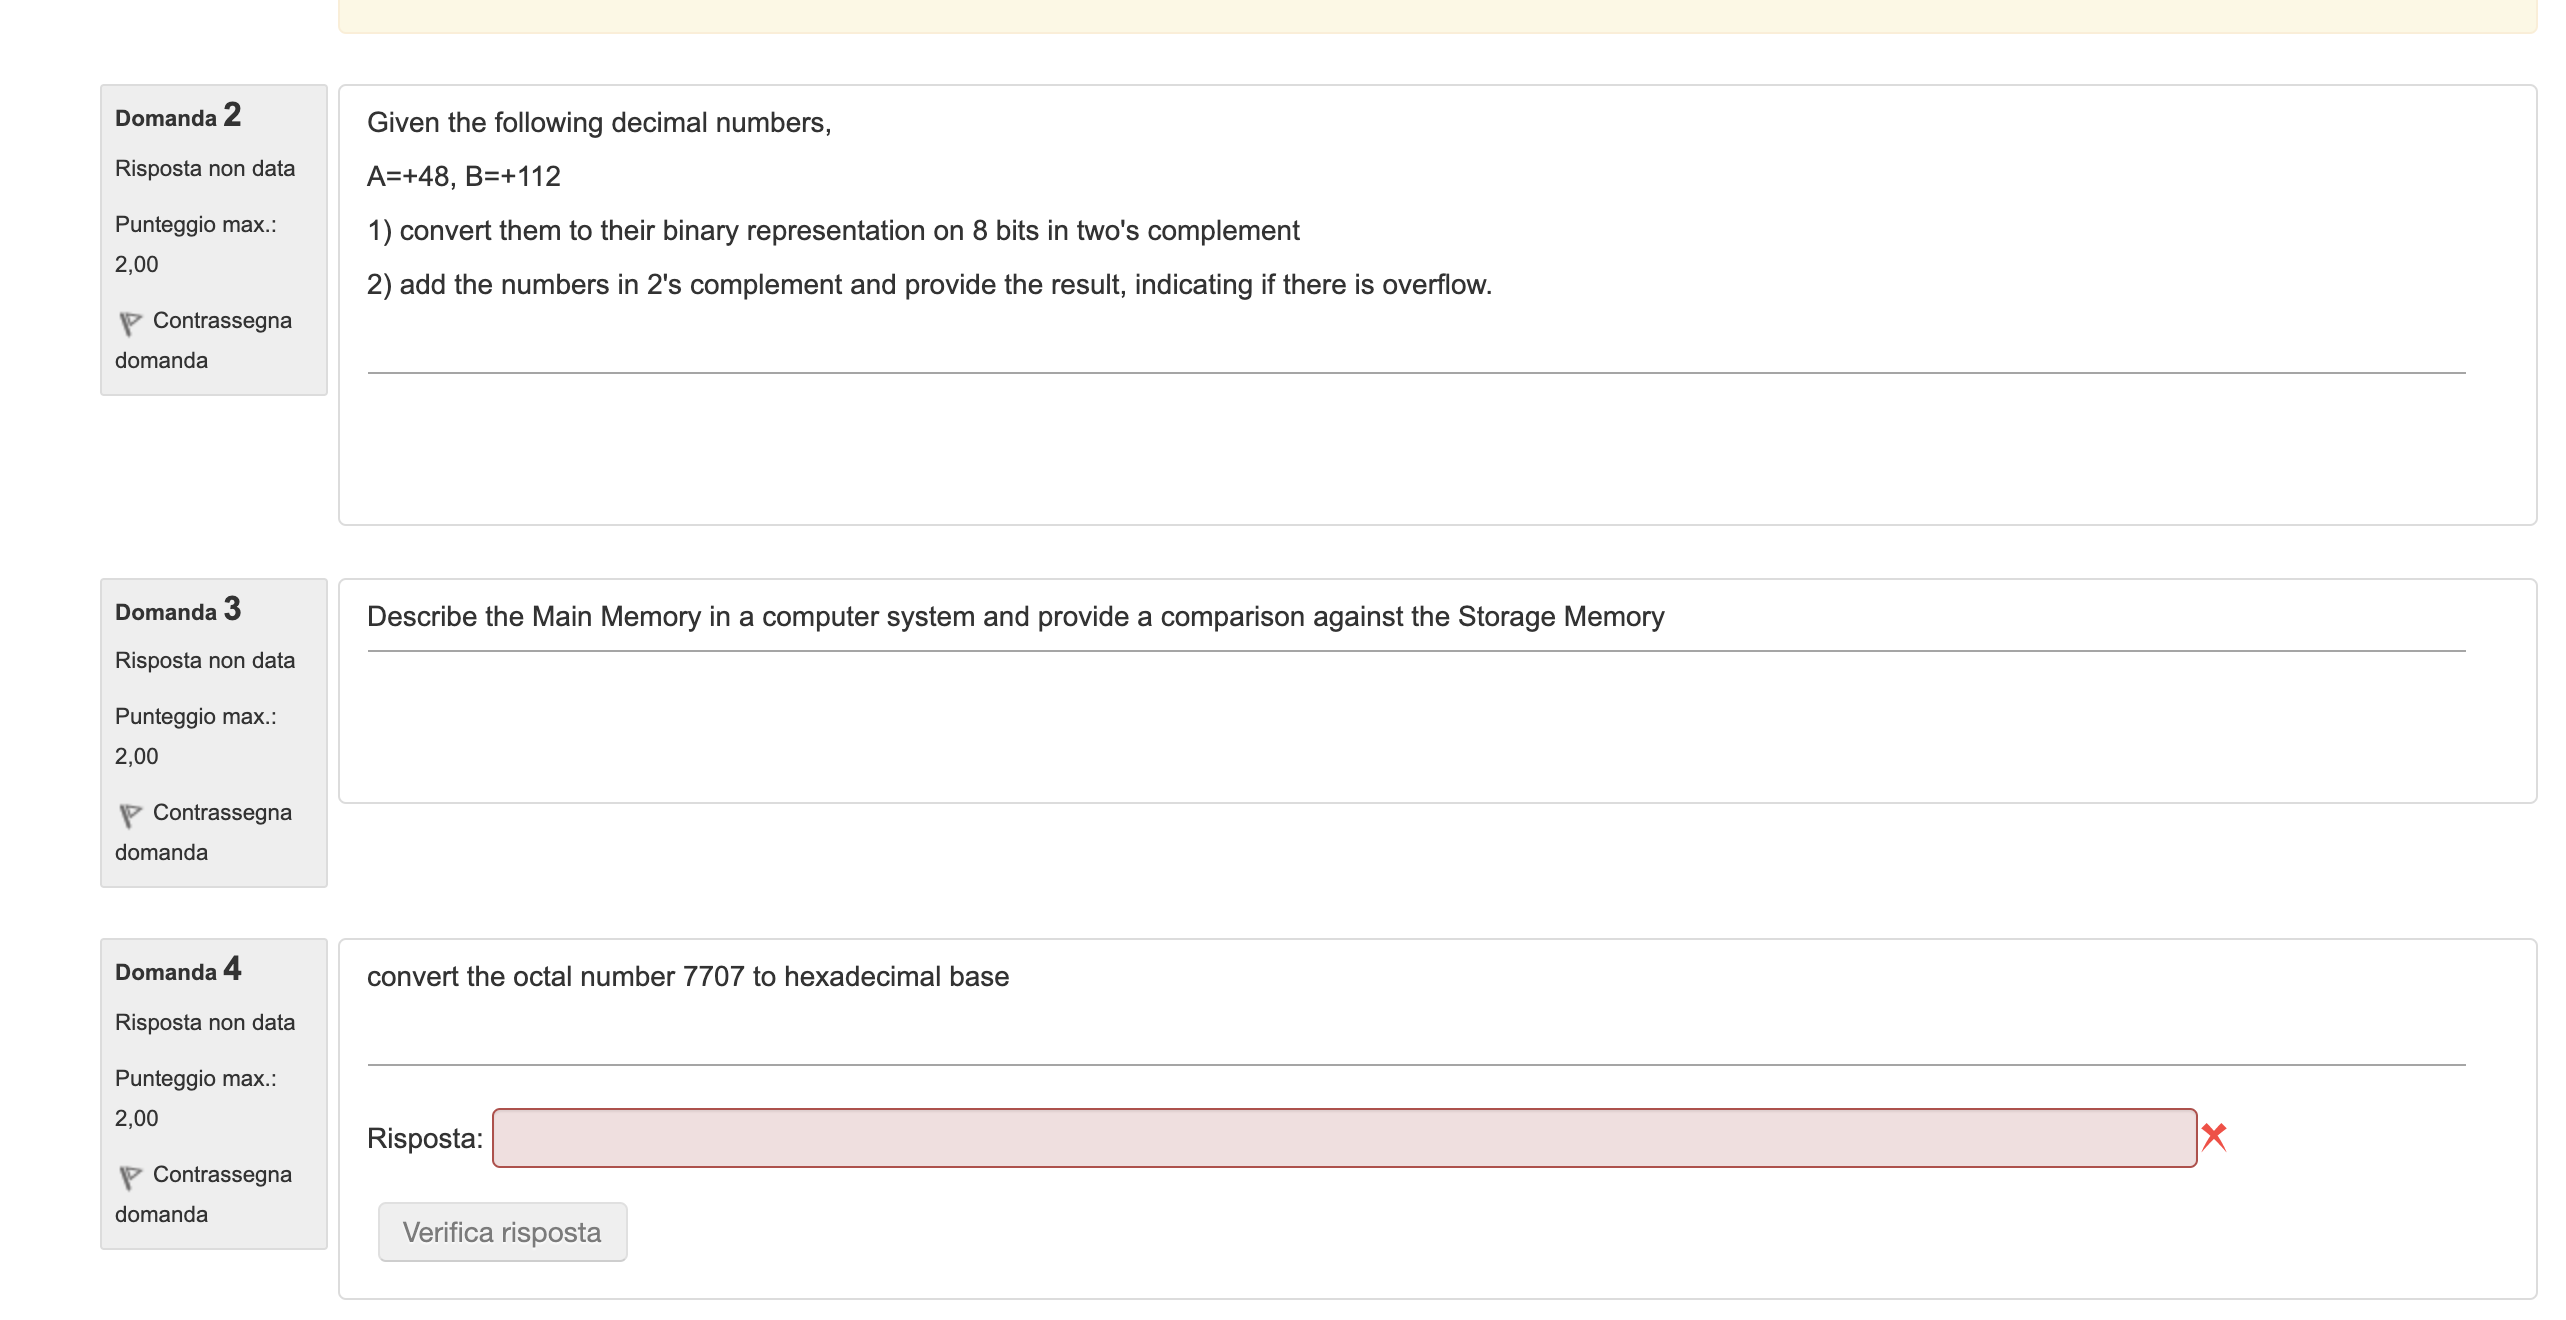 Domanda 2
Risposta non data
Punteggio max.:
2,00
Contrassegna
domanda
Given the following decimal numbers,
A=+48, B=+112
1) convert them to their binary representation on 8 bits in two's complement
2) add the numbers in 2's complement and provide the result, indicating if there is overflow.
Domanda 3
Risposta non data
Punteggio max.:
2,00
Contrassegna
domanda
Describe the Main Memory in a computer system and provide a comparison against the Storage Memory
Domanda 4
Risposta non data
Punteggio max.:
2,00
Contrassegna
domanda
convert the octal number 7707 to hexadecimal base
Risposta:
Verifica risposta